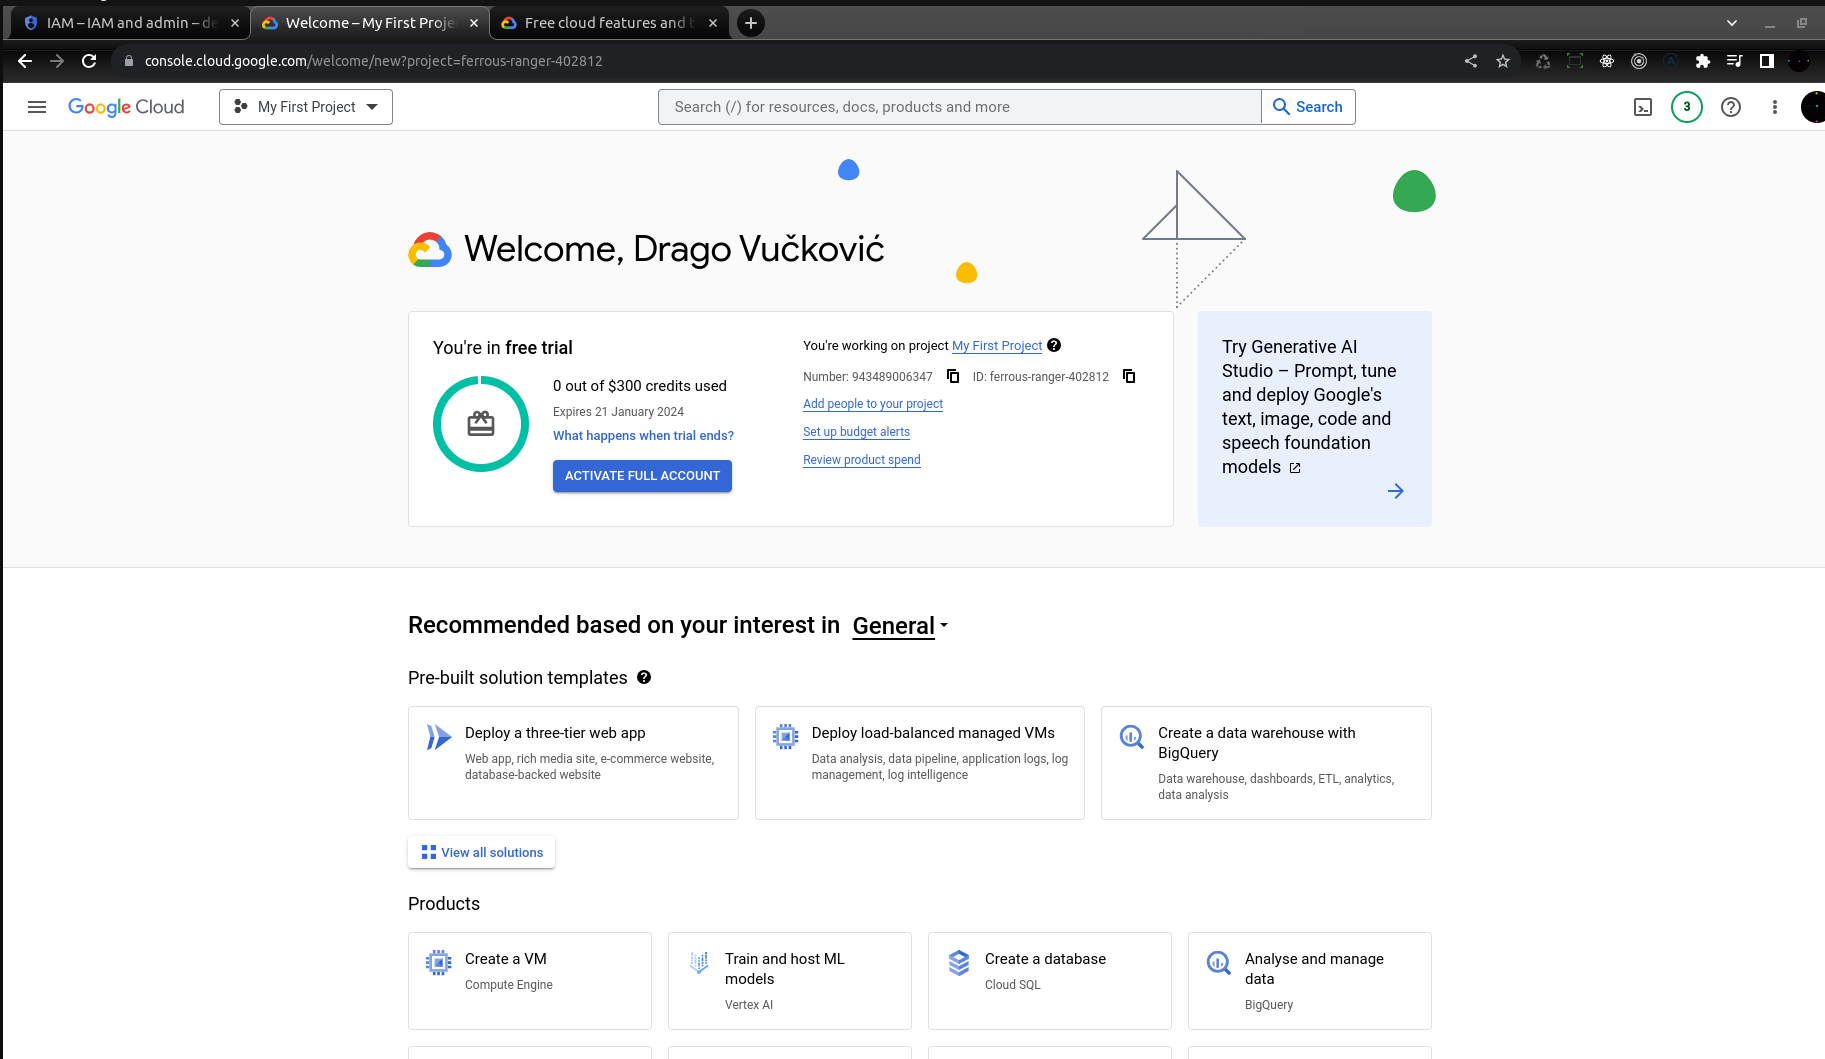 IAM – IAM and admin – de
Welcome – My First Proje
Free cloud features and t
console.cloud.google.com/welcome/new?project=ferrous-ranger-402812
Google Cloud
My First Project
Search (/) for resources, docs, products and more
Search
3
Welcome, Drago Vučković
You're in free trial
0 out of $300 credits used
Expires 21 January 2024
What happens when trial ends?
ACTIVATE FULL ACCOUNT
You're working on project My First Project
Number: 943489006347 ID: ferrous-ranger-402812
Add people to your project
Set up budget alerts
Review product spend
Try Generative AI
Studio – Prompt, tune
and deploy Google's
text, image, code and
speech foundation
models
Recommended based on your interest in General
Pre-built solution templates
Deploy a three-tier web app
Web app, rich media site, e-commerce website,
database-backed website
Deploy load-balanced managed VMs
Data analysis, data pipeline, application logs, log
management, log intelligence
Create a data warehouse with
BigQuery
Data warehouse, dashboards, ETL, analytics,
data analysis
View all solutions
Products
Create a VM
Compute Engine
Train and host ML
models
Vertex AI
Create a database
Cloud SQL
Analyse and manage
data
BigQuery